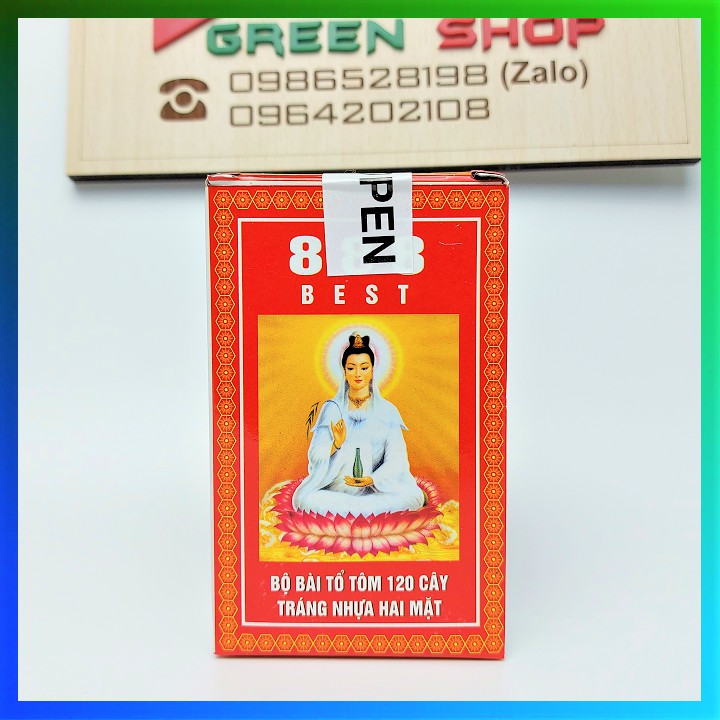 GREEN SHOP
0986528198 (Zalo)
0964202108
PEN
BEST
BỘ BÀI TỔ TÔM 120 CÂY
TRÁNG NHỰA HAI MẶT